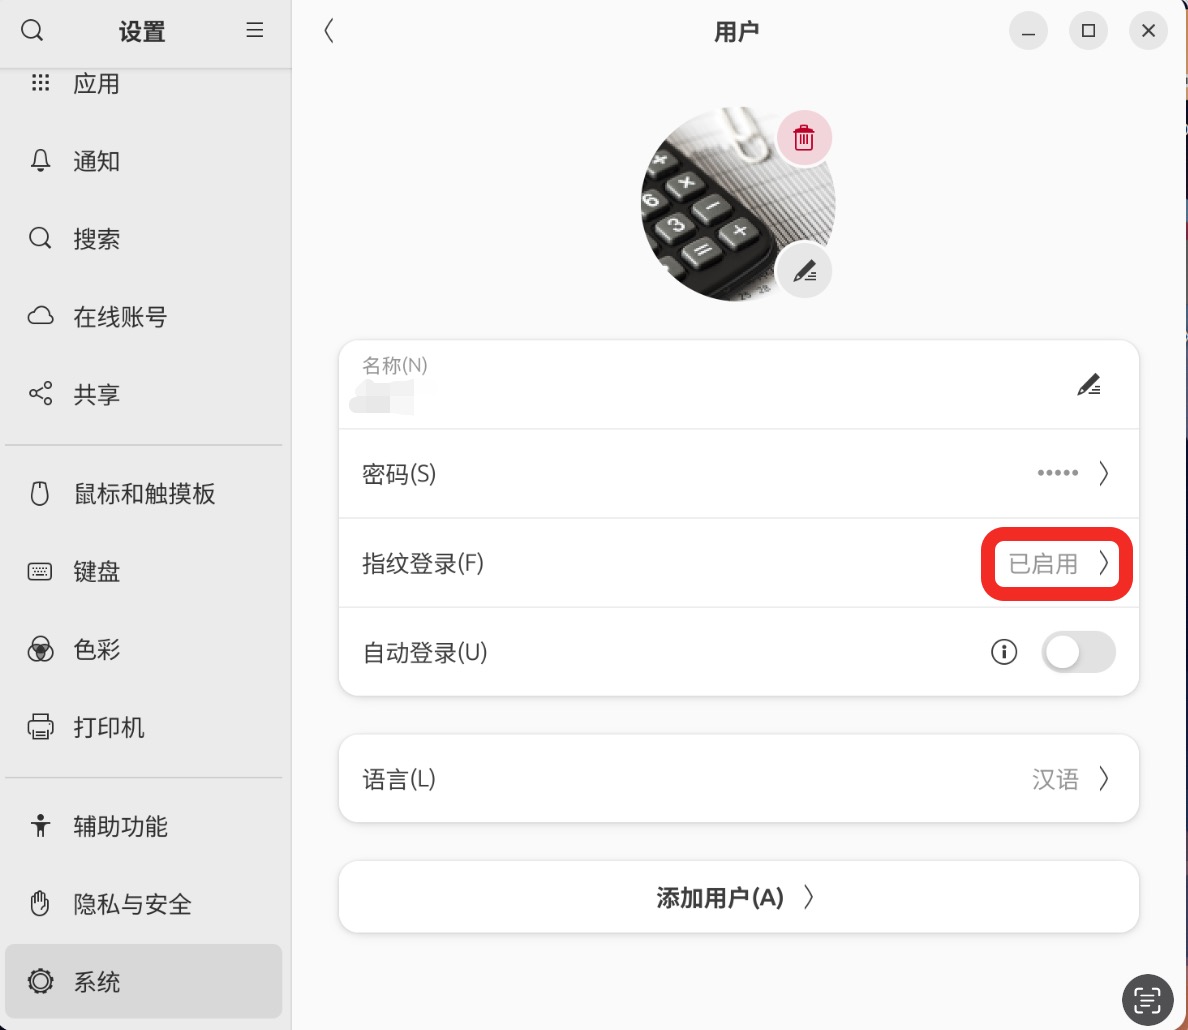 设置
用户
应用
通知
搜索
在线账号
共享
鼠标和触摸板
键盘
色彩
打印机
辅助功能
隐私与安全
系统
名称(N)
密码(S)
•••••
指纹登录(F)
已启用
自动登录(U)
语言(L)
汉语
添加用户(A)